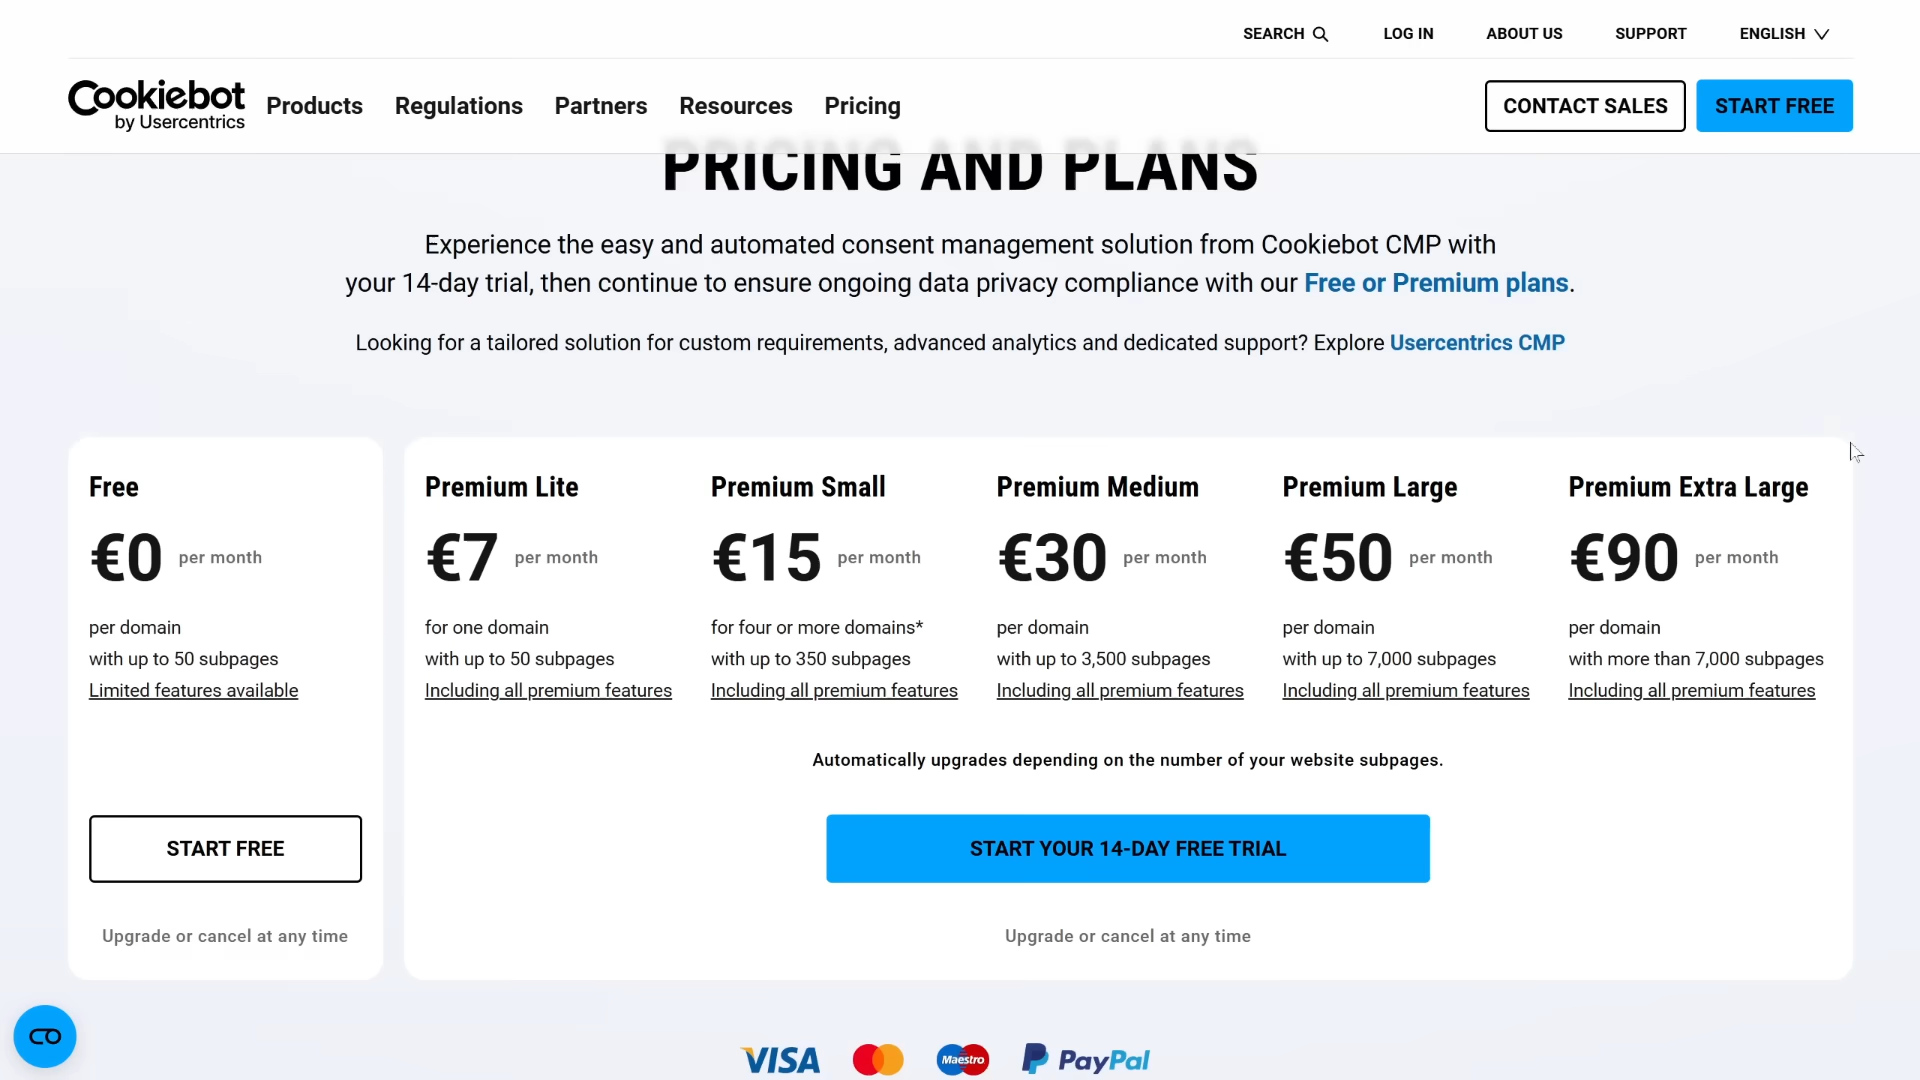 SEARCH
LOG IN
ABOUT US
SUPPORT
ENGLISH
Cookiebot
by Usercentrics
Products
Regulations
Partners
Resources
Pricing
CONTACT SALES
START FREE
PRICING AND PLANS
Experience the easy and automated consent management solution from Cookiebot CMP with
your 14-day trial, then continue to ensure ongoing data privacy compliance with our Free or Premium plans.
Looking for a tailored solution for custom requirements, advanced analytics and dedicated support? Explore Usercentrics CMP
Free
€0 per month
per domain
with up to 50 subpages
Limited features available
START FREE
Upgrade or cancel at any time
Premium Lite
€7 per month
for one domain
with up to 50 subpages
Including all premium features
Premium Small
€15 per month
for four or more domains*
with up to 350 subpages
Including all premium features
Premium Medium
€30 per month
per domain
with up to 3,500 subpages
Including all premium features
Premium Large
€50 per month
per domain
with up to 7,000 subpages
Including all premium features
Premium Extra Large
€90 per month
per domain
with more than 7,000 subpages
Including all premium features
Automatically upgrades depending on the number of your website subpages.
START YOUR 14-DAY FREE TRIAL
Upgrade or cancel at any time
VISA
Maestro
PayPal